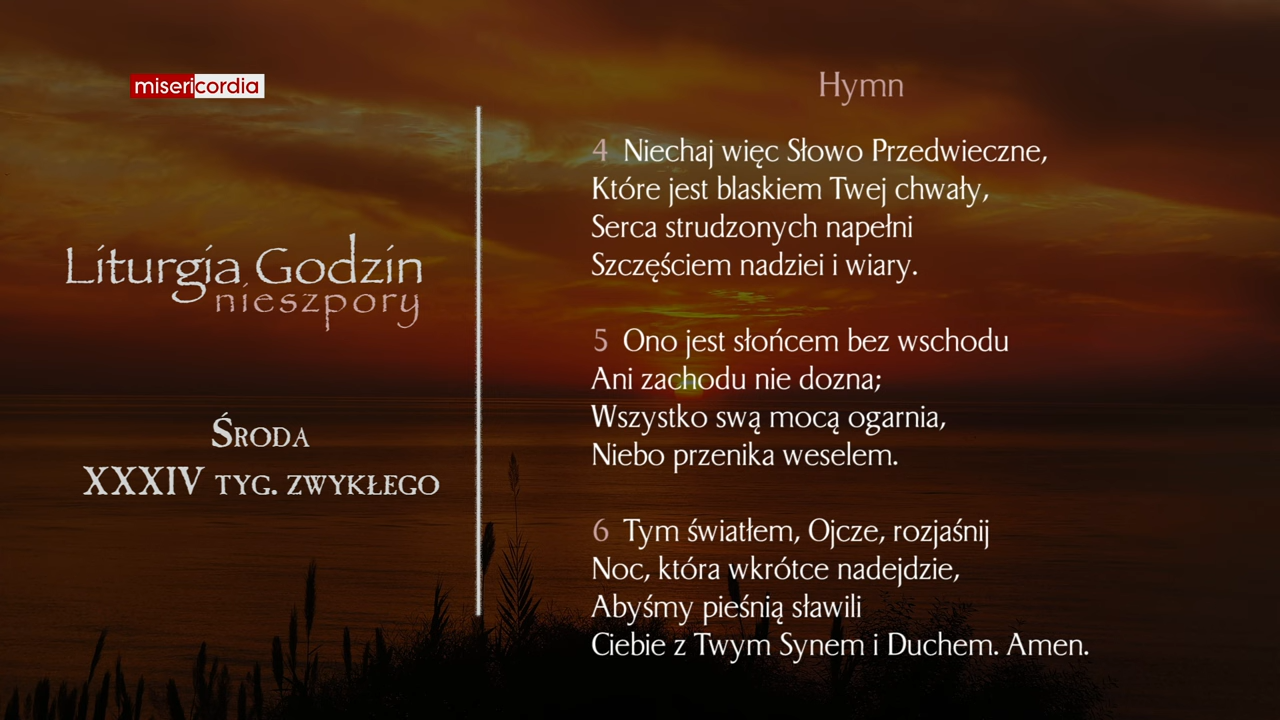 misericordia
Liturgia Godzin
nieszpory
Środa
XXXIV tyg. zwykłego
Hymn
4 Niechaj więc Słowo Przedwieczne,
Które jest blaskiem Twej chwały,
Serca strudzonych napełni
Szczęściem nadziei i wiary.
5 Ono jest słońcem bez wschodu
Ani zachodu nie dozna;
Wszystko swą mocą ogarnia,
Niebo przenika weselem.
6 Tym światłem, Ojcze, rozjaśnij
Noc, która wkrótce nadejdzie,
Abyśmy pieśnią sławili
Ciebie z Twym Synem i Duchem. Amen.